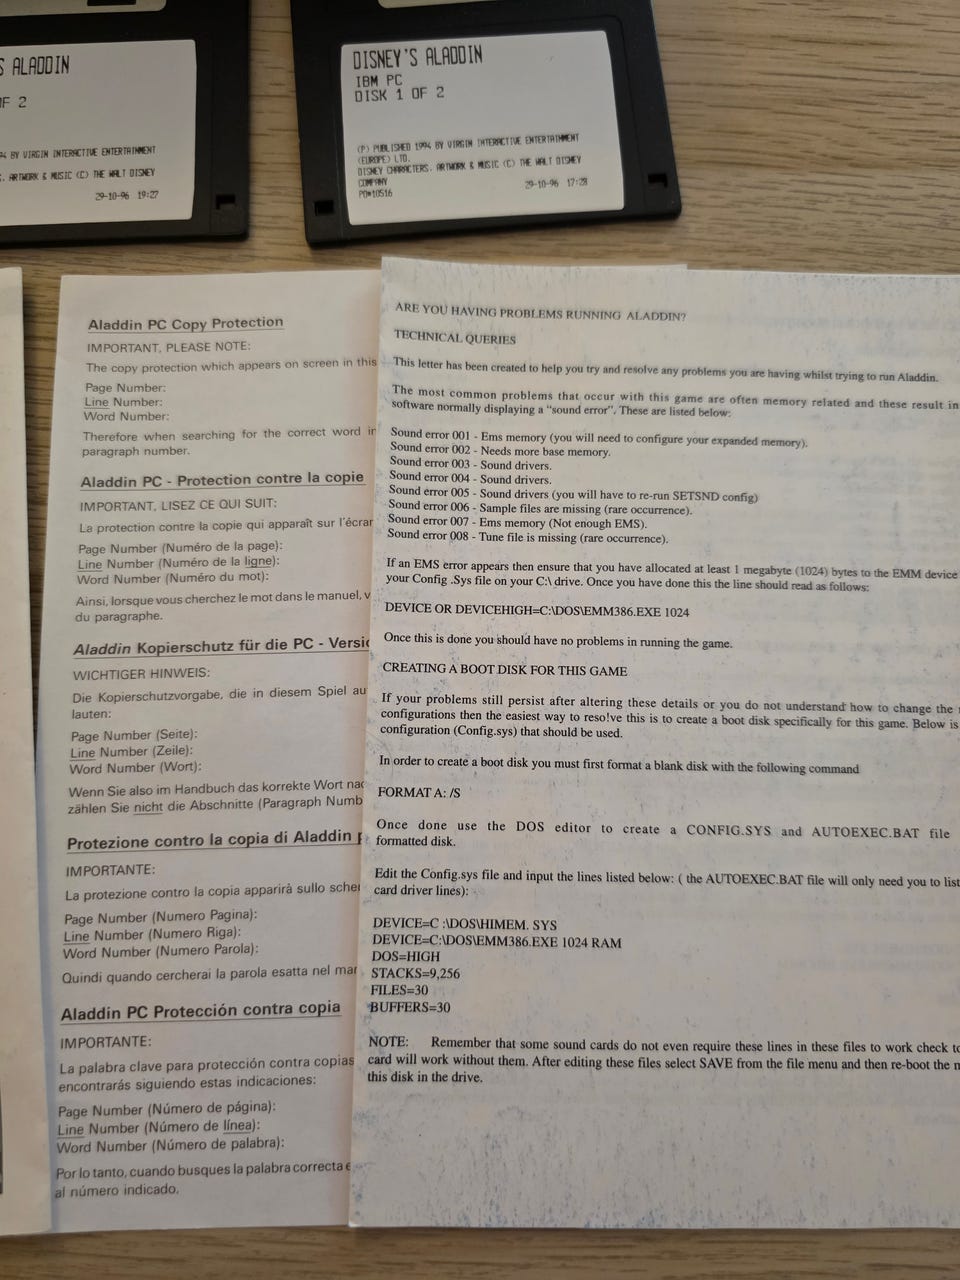 S ALADDIN
OF 2
94 BY VIRGIN INTERACTIVE ENTERTAINMENT
. ARTWORK & MUSIC (C) THE WALT DISNEY
29-10-96 19:27
DISNEY'S ALADDIN
IBM PC
DISK 1 OF 2
(P) PUBLISHED 1994 BY VIRGIN INTERACTIVE ENTERTAINMENT
(EUROPE) LTD.
DISNEY CHARACTERS. ARTWORK & MUSIC (C) THE WALT DISNEY
COMPANY
29-10-96 17:28
PO#10516
Aladdin PC Copy Protection
IMPORTANT, PLEASE NOTE:
The copy protection which appears on screen in this
Page Number:
Line Number:
Word Number:
Therefore when searching for the correct word in
paragraph number.
Aladdin PC - Protection contre la copie
IMPORTANT, LISEZ CE QUI SUIT:
La protection contre la copie qui apparaît sur l'écran
Page Number (Numéro de la page):
Line Number (Numéro de la ligne):
Word Number (Numéro du mot):
Ainsi, lorsque vous cherchez le mot dans le manuel, v
du paragraphe.
Aladdin Kopierschutz für die PC - Versio
WICHTIGER HINWEIS:
Die Kopierschutzvorgabe, die in diesem Spiel au
lauten:
Page Number (Seite):
Line Number (Zeile):
Word Number (Wort):
Wenn Sie also im Handbuch das korrekte Wort nac
zählen Sie nicht die Abschnitte (Paragraph Numb
Protezione contro la copia di Aladdin p
IMPORTANTE:
La protezione contro la copia apparirà sullo scher
Page Number (Numero Pagina):
Line Number (Numero Riga):
Word Number (Numero Parola):
Quindi quando cercherai la parola esatta nel man
Aladdin PC Protección contra copia
IMPORTANTE:
La palabra clave para protección contra copias
encontrarás siguiendo estas indicaciones:
Page Number (Número de página):
Line Number (Número de línea):
Word Number (Número de palabra):
Por lo tanto, cuando busques la palabra correcta e
al número indicado.
ARE YOU HAVING PROBLEMS RUNNING ALADDIN?
TECHNICAL QUERIES
This letter has been created to help you try and resolve any problems you are having whilst trying to run Aladdin.
The most common problems that occur with this game are often memory related and these result in
software normally displaying a "sound error". These are listed below:
Sound error 001 - Ems memory (you will need to configure your expanded memory).
Sound error 002 - Needs more base memory.
Sound error 003 - Sound drivers.
Sound error 004 - Sound drivers.
Sound error 005 - Sound drivers (you will have to re-run SETSND config)
Sound error 006 - Sample files are missing (rare occurrence).
Sound error 007 - Ems memory (Not enough EMS).
Sound error 008 - Tune file is missing (rare occurrence).
If an EMS error appears then ensure that you have allocated at least 1 megabyte (1024) bytes to the EMM device
your Config .Sys file on your C:\ drive. Once you have done this the line should read as follows:
DEVICE OR DEVICEHIGH=C:\DOS\EMM386.EXE 1024
Once this is done you should have no problems in running the game.
CREATING A BOOT DISK FOR THIS GAME
If your problems still persist after altering these details or you do not understand how to change the
configurations then the easiest way to resolve this is to create a boot disk specifically for this game. Below is
configuration (Config.sys) that should be used.
In order to create a boot disk you must first format a blank disk with the following command
FORMAT A: /S
Once done use the DOS editor to create a CONFIG.SYS and AUTOEXEC.BAT file
formatted disk.
Edit the Config.sys file and input the lines listed below: ( the AUTOEXEC.BAT file will only need you to list
card driver lines):
DEVICE=C :\DOS\HIMEM. SYS
DEVICE=C:\DOS\EMM386.EXE 1024 RAM
DOS=HIGH
STACKS=9,256
FILES=30
BUFFERS=30
NOTE: Remember that some sound cards do not even require these lines in these files to work check to
card will work without them. After editing these files select SAVE from the file menu and then re-boot the m
this disk in the drive.